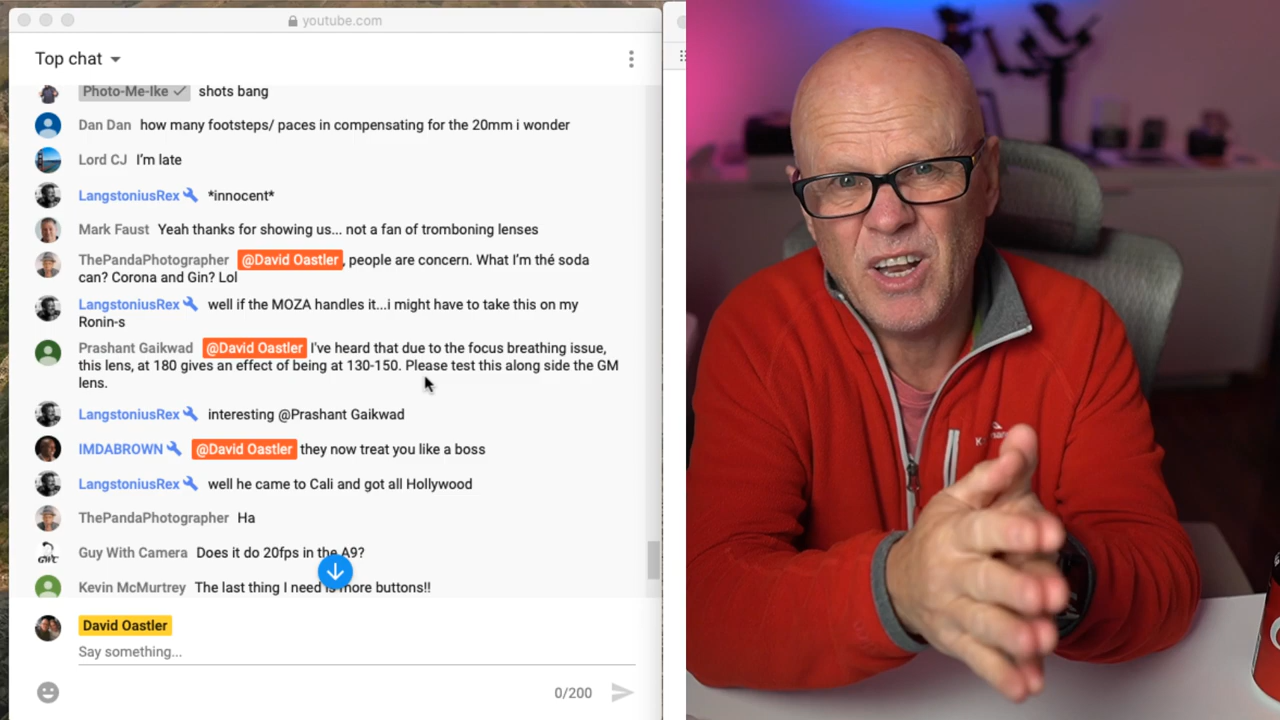 youtube.com
Top chat
Photo-Me-Ike shots bang
Dan Dan how many footsteps/ paces in compensating for the 20mm i wonder
Lord CJ I'm late
LangstoniusRex *innocent*
Mark Faust Yeah thanks for showing us... not a fan of tromboning lenses
ThePandaPhotographer @David Oastler, people are concern. What I'm thé soda
can? Corona and Gin? Lol
LangstoniusRex well if the MOZA handles it...i might have to take this on my
Ronin-s
Prashant Gaikwad @David Oastler I've heard that due to the focus breathing issue,
this lens, at 180 gives an effect of being at 130-150. Please test this along side the GM
lens.
LangstoniusRex interesting @Prashant Gaikwad
IMDABROWN @David Oastler they now treat you like a boss
LangstoniusRex well he came to Cali and got all Hollywood
ThePandaPhotographer Ha
GWC Guy With Camera Does it do 20fps in the A9?
Kevin McMurtrey The last thing I need is more buttons!!
David Oastler
Say something...
0/200